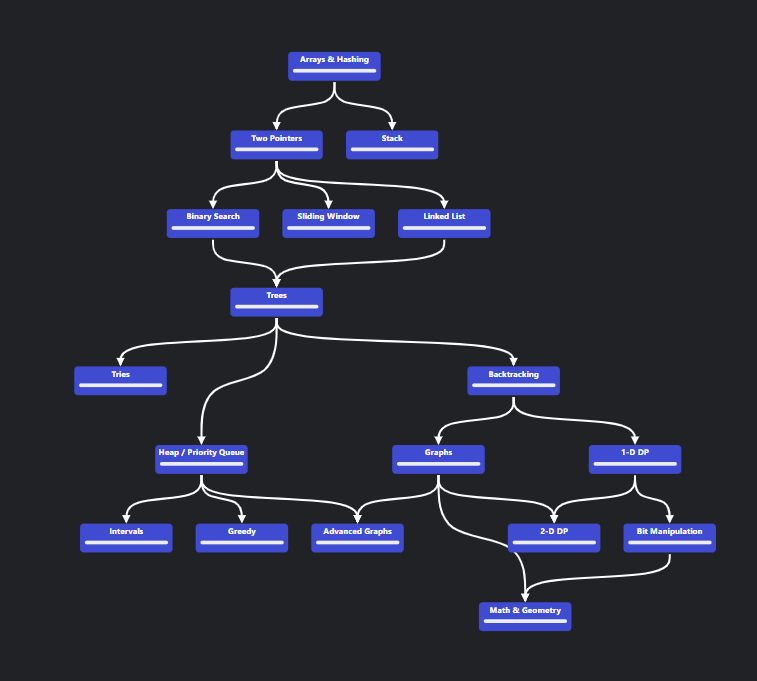 Arrays & Hashing
Two Pointers
Stack
Binary Search
Sliding Window
Linked List
Trees
Tries
Backtracking
Heap / Priority Queue
Graphs
1-D DP
Intervals
Greedy
Advanced Graphs
2-D DP
Bit Manipulation
Math & Geometry